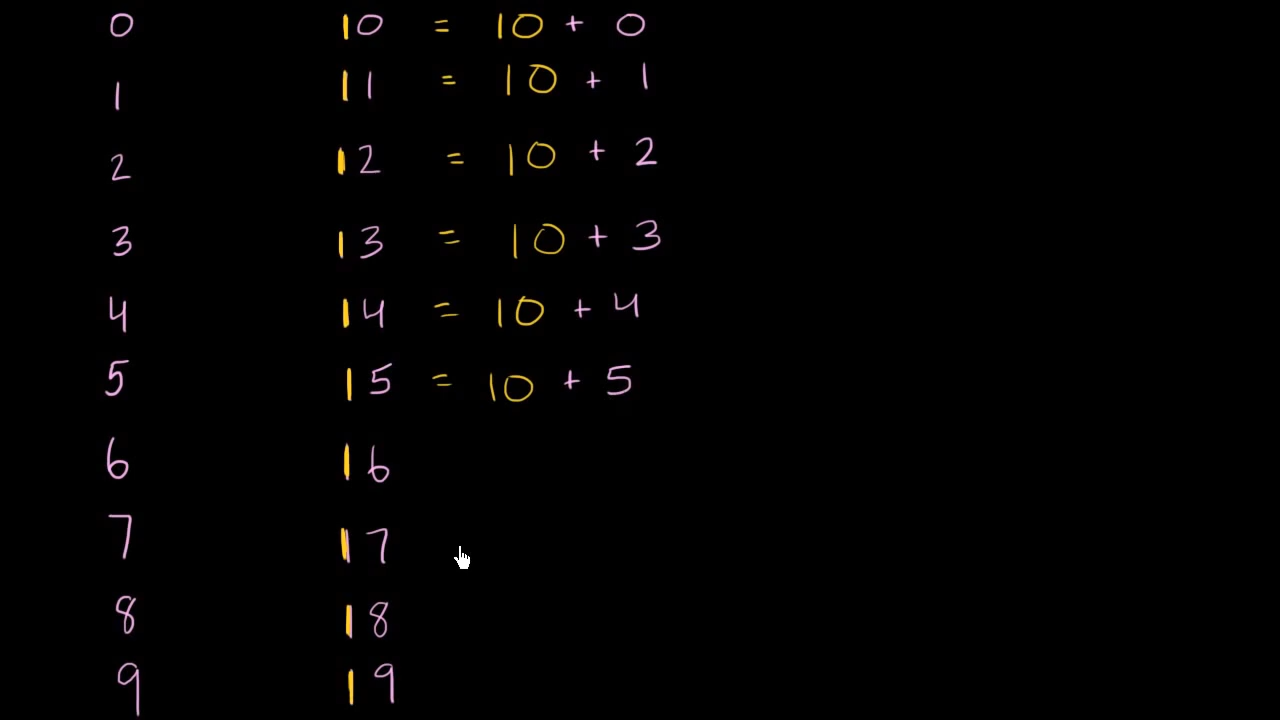 0 10 = 10 + 0
1 11 = 10 + 1
2 12 = 10 + 2
3 13 = 10 + 3
4 14 = 10 + 4
5 15 = 10 + 5
6 16
7 17
8 18
9 19